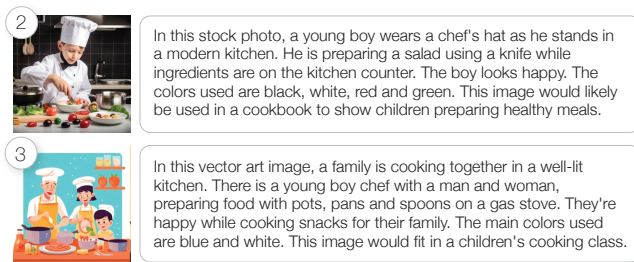 2
In this stock photo, a young boy wears a chef's hat as he stands in
a modern kitchen. He is preparing a salad using a knife while
ingredients are on the kitchen counter. The boy looks happy. The
colors used are black, white, red and green. This image would likely
be used in a cookbook to show children preparing healthy meals.
3
In this vector art image, a family is cooking together in a well-lit
kitchen. There is a young boy chef with a man and woman,
preparing food with pots, pans and spoons on a gas stove. They're
happy while cooking snacks for their family. The main colors used
are blue and white. This image would fit in a children's cooking class.